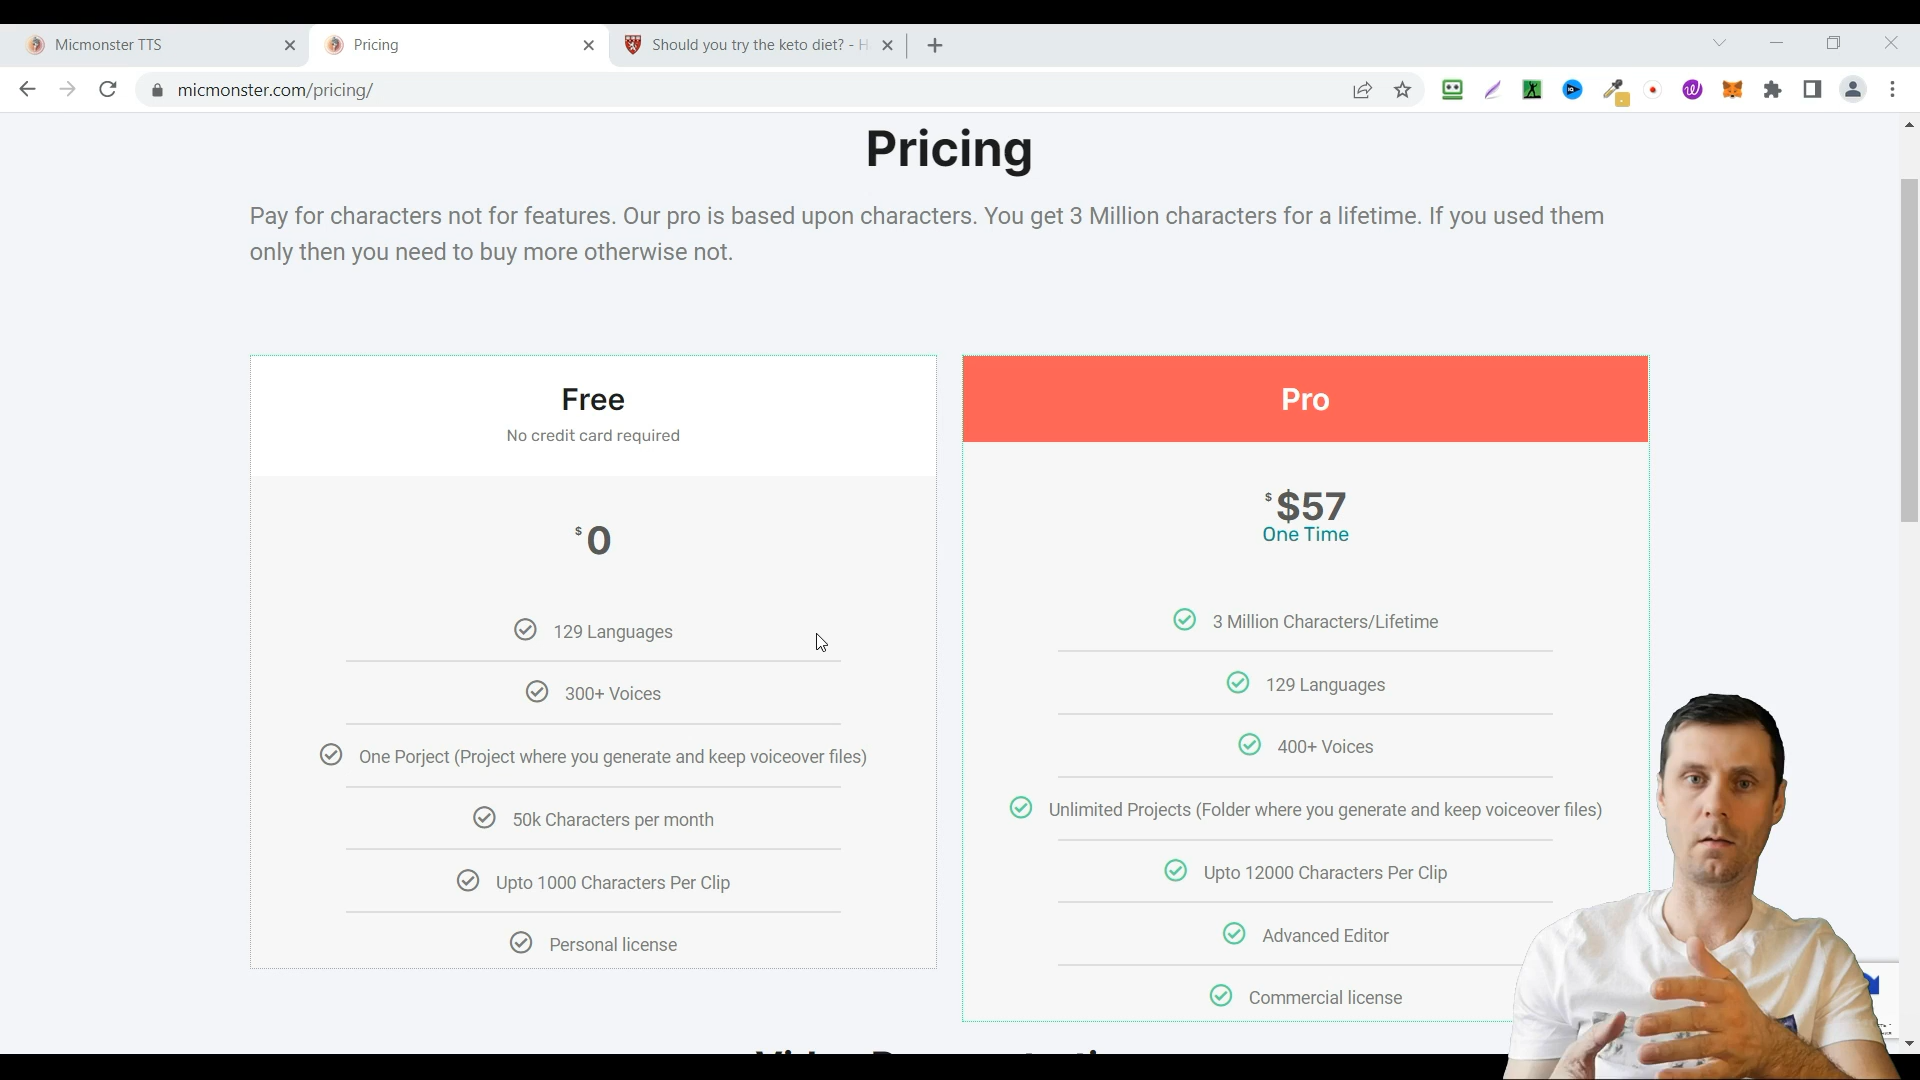 Micmonster TTS
Pricing
Should you try the keto diet? - H
micmonster.com/pricing/
Pricing
Pay for characters not for features. Our pro is based upon characters. You get 3 Million characters for a lifetime. If you used them
only then you need to buy more otherwise not.
Free
No credit card required
$ 0
129 Languages
300+ Voices
One Porject (Project where you generate and keep voiceover files)
50k Characters per month
Upto 1000 Characters Per Clip
Personal license
Pro
$ $57
One Time
3 Million Characters/Lifetime
129 Languages
400+ Voices
Unlimited Projects (Folder where you generate and keep voiceover files)
Upto 12000 Characters Per Clip
Advanced Editor
Commercial license